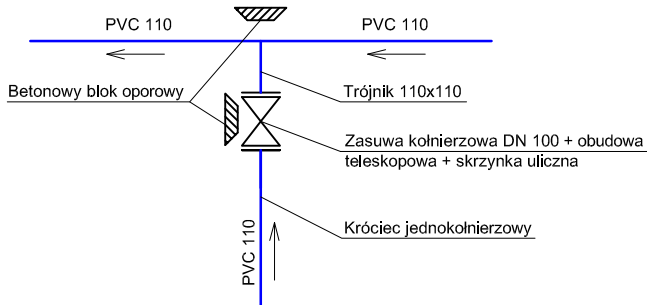 PVC 110
PVC 110
Betonowy blok oporowy
Trójnik 110x110
Zasuwa kołnierzowa DN 100 + obudowa
teleskopowa + skrzynka uliczna
Króciec jednokołnierzowy
PVC 110